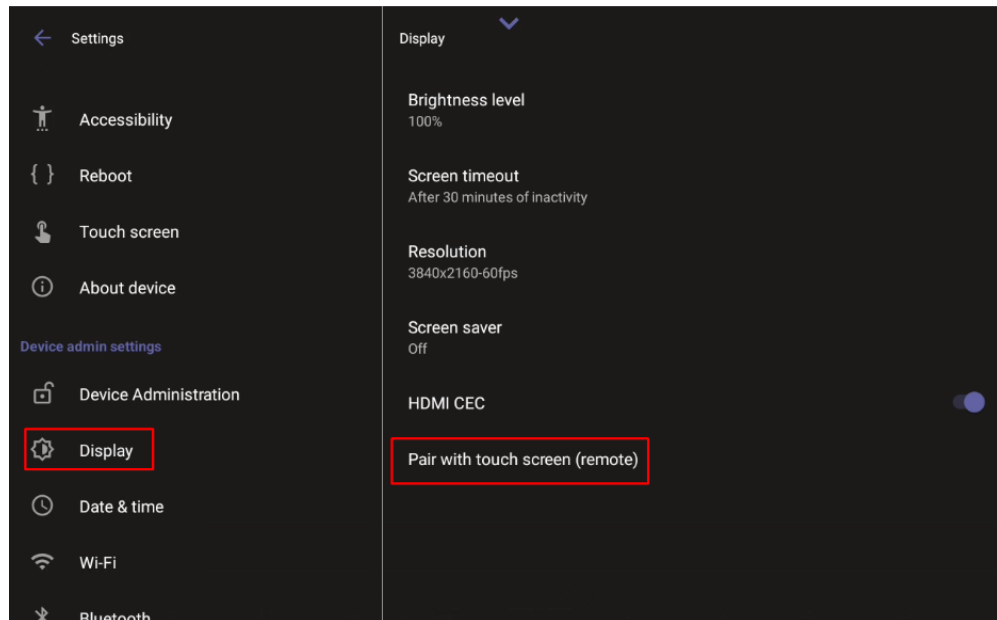 Settings
Accessibility
Reboot
Touch screen
About device
Device admin settings
Device Administration
Display
Date & time
Wi-Fi
Bluetooth
Display
Brightness level
100%
Screen timeout
After 30 minutes of inactivity
Resolution
3840x2160-60fps
Screen saver
Off
HDMI CEC
Pair with touch screen (remote)